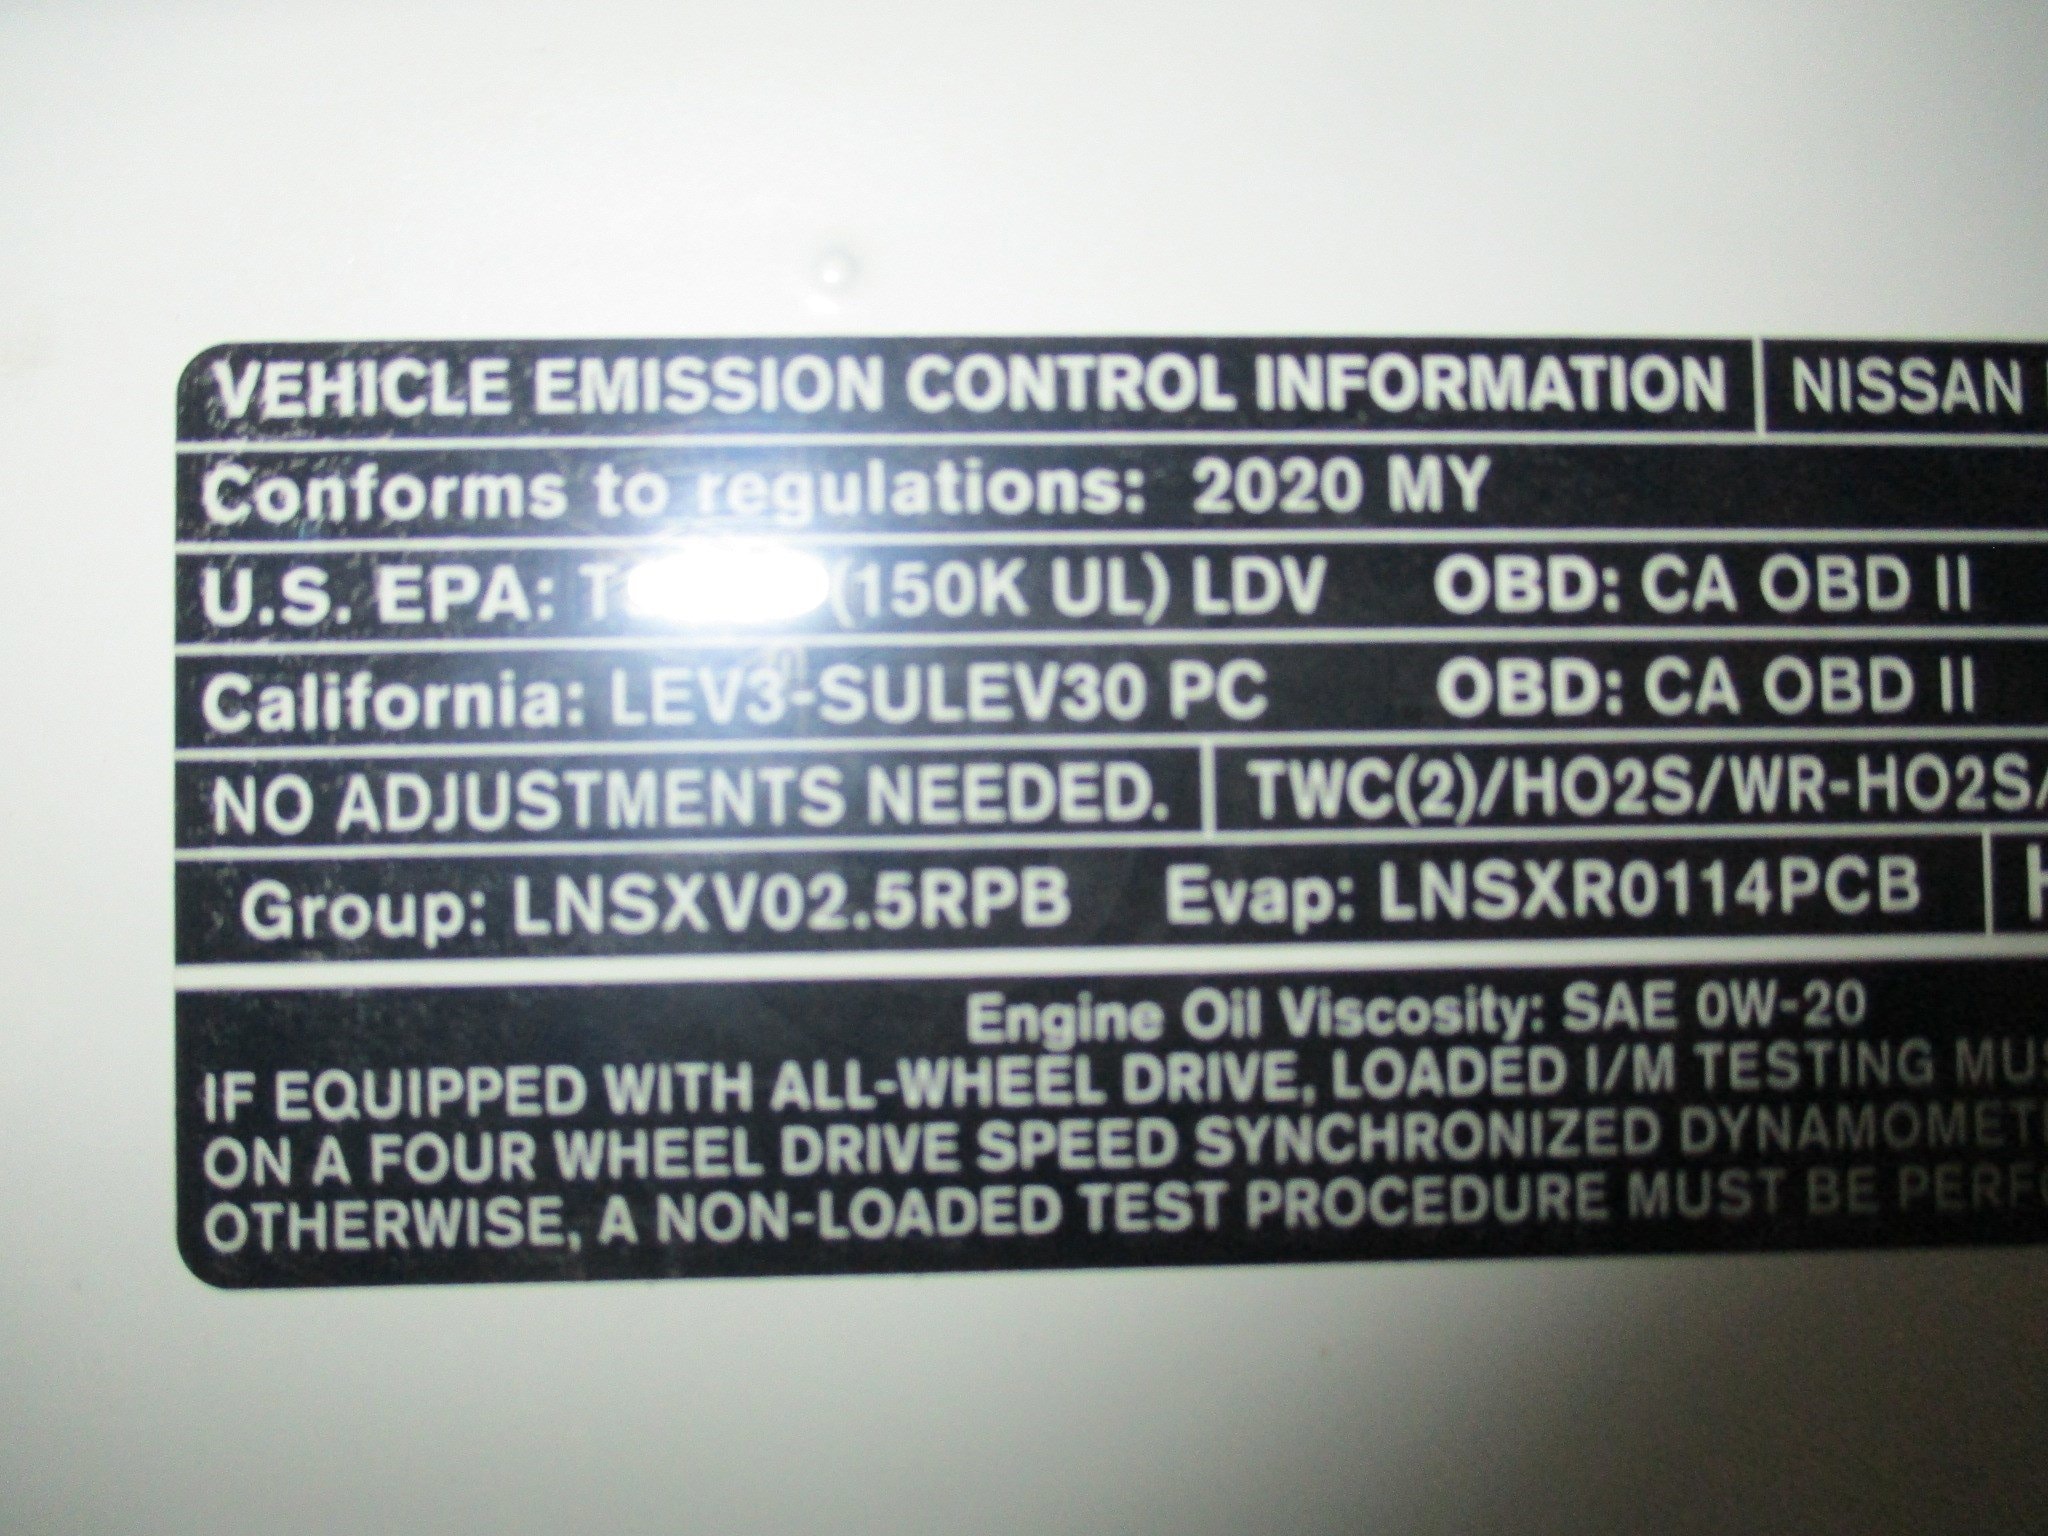 VEHICLE EMISSION CONTROL INFORMATION NISSAN
Conforms to regulations: 2020 MY
U.S. EPA: (150K UL) LDV OBD: CA OBD II
California: LEV3-SULEV30 PC OBD: CA OBD II
NO ADJUSTMENTS NEEDED. TWC(2)/HO2S/WR-HO2S/
Group: LNSXV02.5RPB Evap: LNSXR0114PCB
Engine Oil Viscosity: SAE 0W-20
IF EQUIPPED WITH ALL-WHEEL DRIVE, LOADED I/M TESTING
ON A FOUR WHEEL DRIVE SPEED SYNCHRONIZED
OTHERWISE, A NON-LOADED TEST PROCEDURE MUST BE